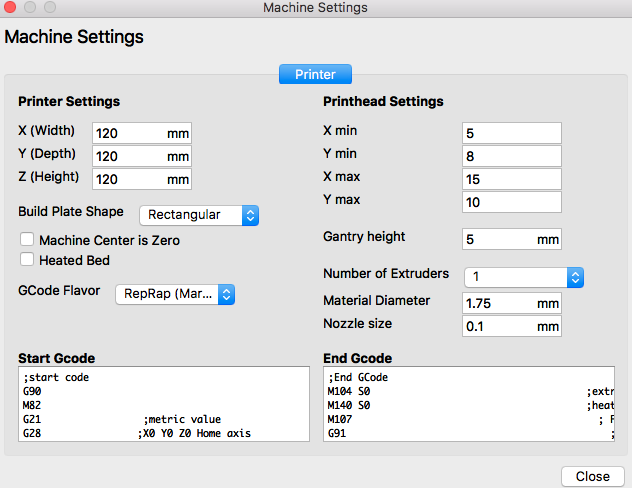 Machine Settings
Machine Settings
Printer
Printer Settings
X (Width) 120 mm
Y (Depth) 120 mm
Z (Height) 120 mm
Build Plate Shape Rectangular
Machine Center is Zero
Heated Bed
GCode Flavor RepRap (Mar...
Printhead Settings
X min 5
Y min 8
X max 15
Y max 10
Gantry height 5 mm
Number of Extruders 1
Material Diameter 1.75 mm
Nozzle size 0.1 mm
Start Gcode
;start code
G90
M82
G21 ;metric value
G28 ;X0 Y0 Z0 Home axis
End Gcode
;End GCode
M104 S0 ;extr
M140 S0 ;heat
M107 ; F
G91 ;
Close